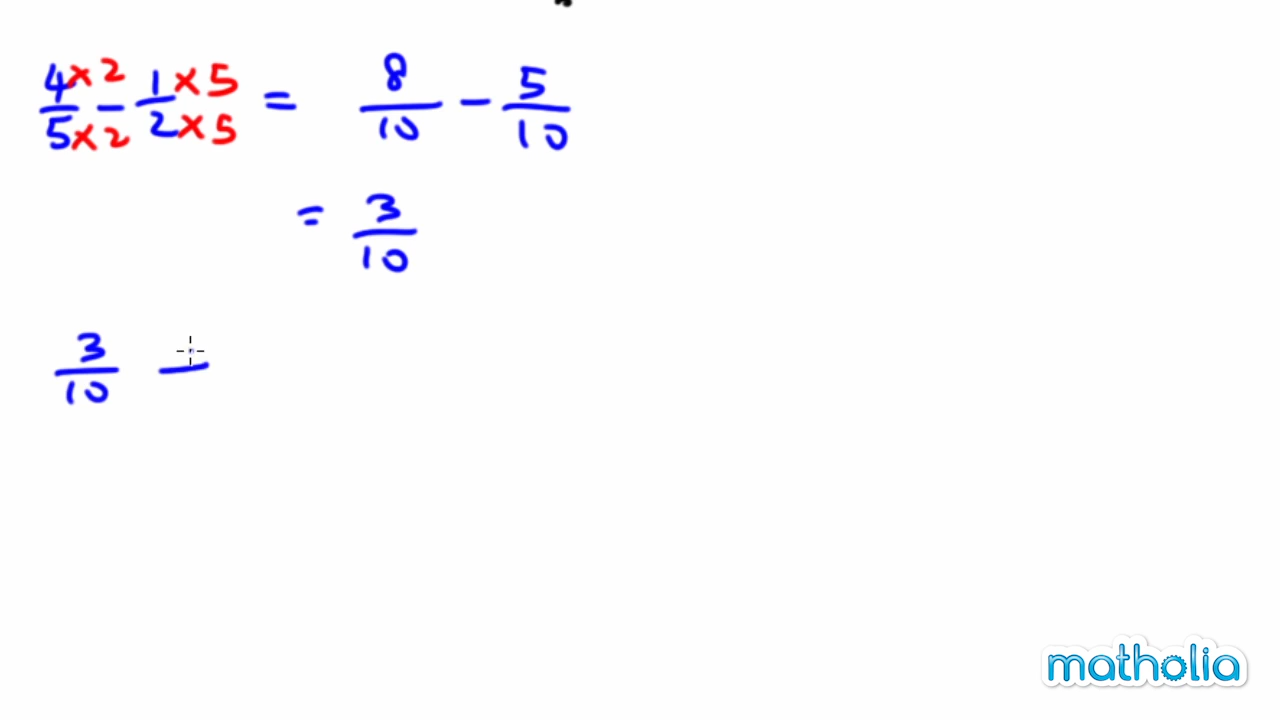 4×2/5×2 − 1×5/2×5 = 8/10 − 5/10
= 3/10
3/10 —
matholia